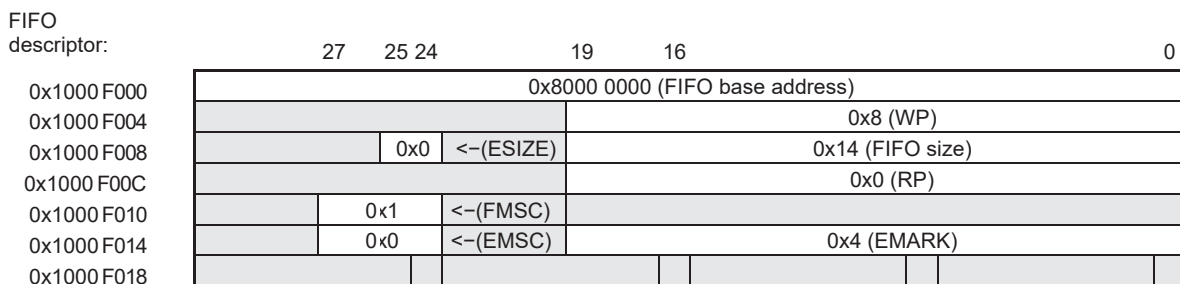 FIFO
descriptor:
27 25 24 19 16 0
0x1000 F000 0x8000 0000 (FIFO base address)
0x1000 F004 0x8 (WP)
0x1000 F008 0x0 <−(ESIZE) 0x14 (FIFO size)
0x1000 F00C 0x0 (RP)
0x1000 F010 0x1 <−(FMSC)
0x1000 F014 0x0 <−(EMSC) 0x4 (EMARK)
0x1000 F018